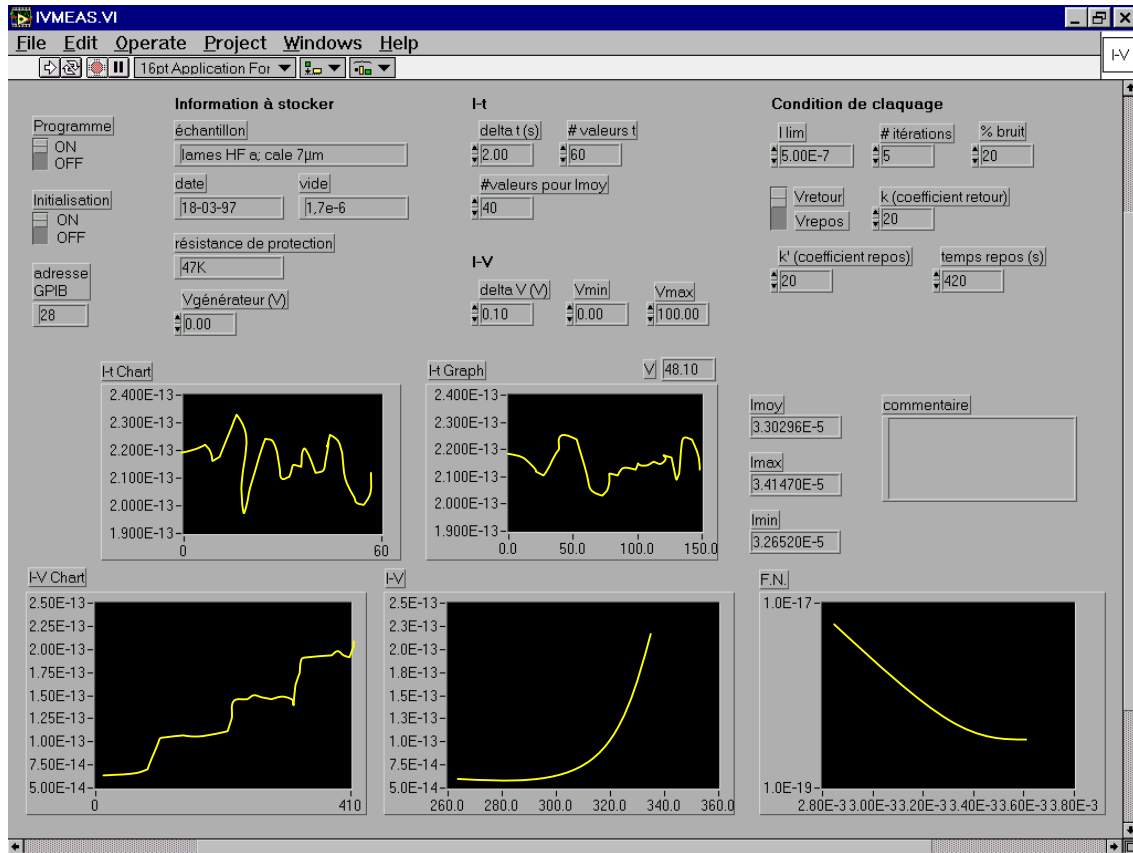 IVMEAS.VI
File Edit Operate Project Windows Help
16pt Application For
I-V
Information à stocker
I-t
Condition de claquage
Programme
ON
OFF
échantillon
lames HF a; cale 7µm
delta t (s)
2.00
# valeurs t
60
I lim
5.00E-7
# itérations
5
% bruit
20
date
18-03-97
vide
1,7e-6
#valeurs pour Imoy
40
Initialisation
ON
OFF
Vretour
Vrepos
k (coefficient retour)
20
résistance de protection
47K
I-V
k' (coefficient repos)
20
temps repos (s)
420
adresse
GPIB
28
Vgénérateur (V)
0.00
delta V (V)
0.10
Vmin
0.00
Vmax
100.00
I-t Chart
2.400E-13
2.300E-13
2.200E-13
2.100E-13
2.000E-13
1.900E-13
0 60
I-t Graph
V 48.10
2.400E-13
2.300E-13
2.200E-13
2.100E-13
2.000E-13
1.900E-13
0.0 50.0 100.0 150.0
Imoy
3.30296E-5
Imax
3.41470E-5
Imin
3.26520E-5
commentaire
I-V Chart
2.50E-13
2.25E-13
2.00E-13
1.75E-13
1.50E-13
1.25E-13
1.00E-13
7.50E-14
5.00E-14
0 410
I-V
2.5E-13
2.3E-13
2.0E-13
1.8E-13
1.5E-13
1.3E-13
1.0E-13
7.5E-14
5.0E-14
260.0 280.0 300.0 320.0 340.0 360.0
F.N.
1.0E-17
1.0E-19
2.80E-3 3.00E-3 3.20E-3 3.40E-3 3.60E-3 3.80E-3